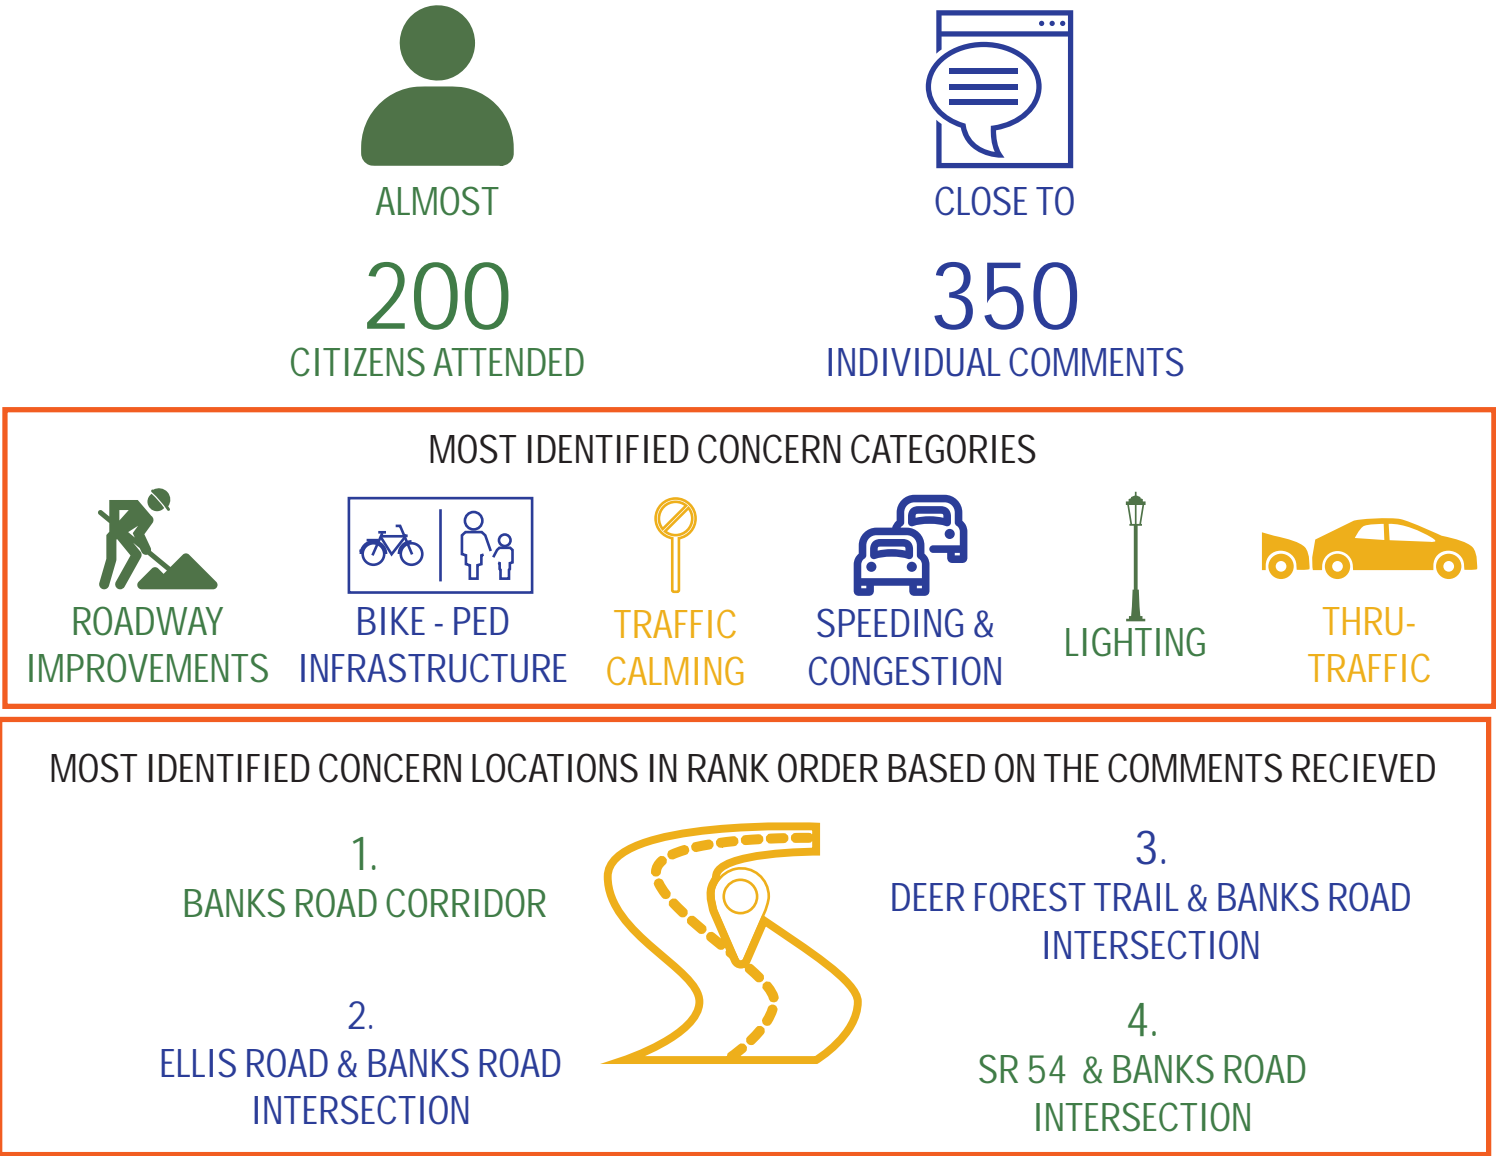 ALMOST
200
CITIZENS ATTENDED
CLOSE TO
350
INDIVIDUAL COMMENTS
MOST IDENTIFIED CONCERN CATEGORIES
ROADWAY
IMPROVEMENTS
BIKE - PED
INFRASTRUCTURE
TRAFFIC
CALMING
SPEEDING &
CONGESTION
LIGHTING
THRU-
TRAFFIC
MOST IDENTIFIED CONCERN LOCATIONS IN RANK ORDER BASED ON THE COMMENTS RECIEVED
1.
BANKS ROAD CORRIDOR
2.
ELLIS ROAD & BANKS ROAD
INTERSECTION
3.
DEER FOREST TRAIL & BANKS ROAD
INTERSECTION
4.
SR 54 & BANKS ROAD
INTERSECTION